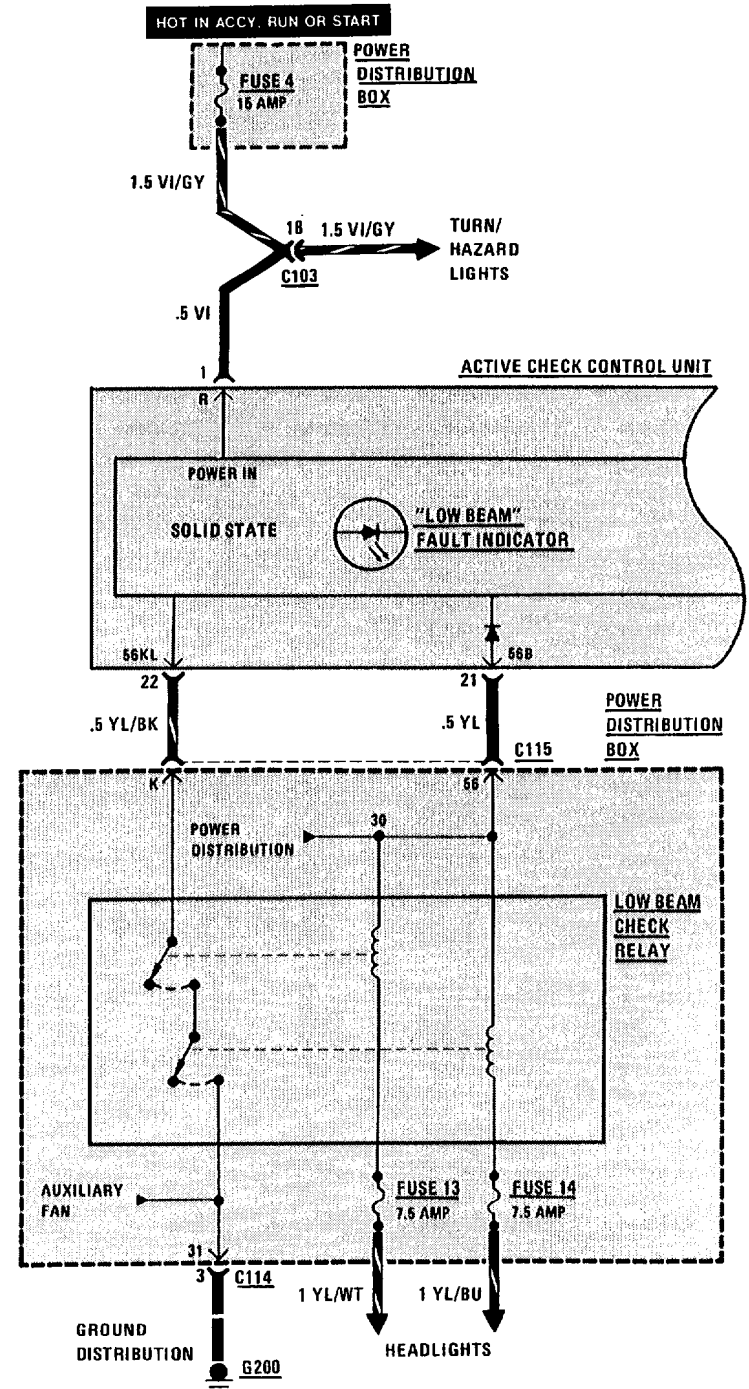 HOT IN ACCY, RUN OR START
POWER
DISTRIBUTION
BOX
FUSE 4
15 AMP
1.5 VI/GY
18
1.5 VI/GY
TURN/
HAZARD
LIGHTS
C103
.5 VI
1
R
ACTIVE CHECK CONTROL UNIT
POWER IN
SOLID STATE
"LOW BEAM"
FAULT INDICATOR
56KL
56B
22
21
.5 YL/BK
.5 YL
POWER
DISTRIBUTION
BOX
C115
K
56
30
POWER
DISTRIBUTION
LOW BEAM
CHECK
RELAY
AUXILIARY
FAN
FUSE 13
7.5 AMP
FUSE 14
7.5 AMP
31
3
C114
1 YL/WT
1 YL/BU
GROUND
DISTRIBUTION
HEADLIGHTS
G200